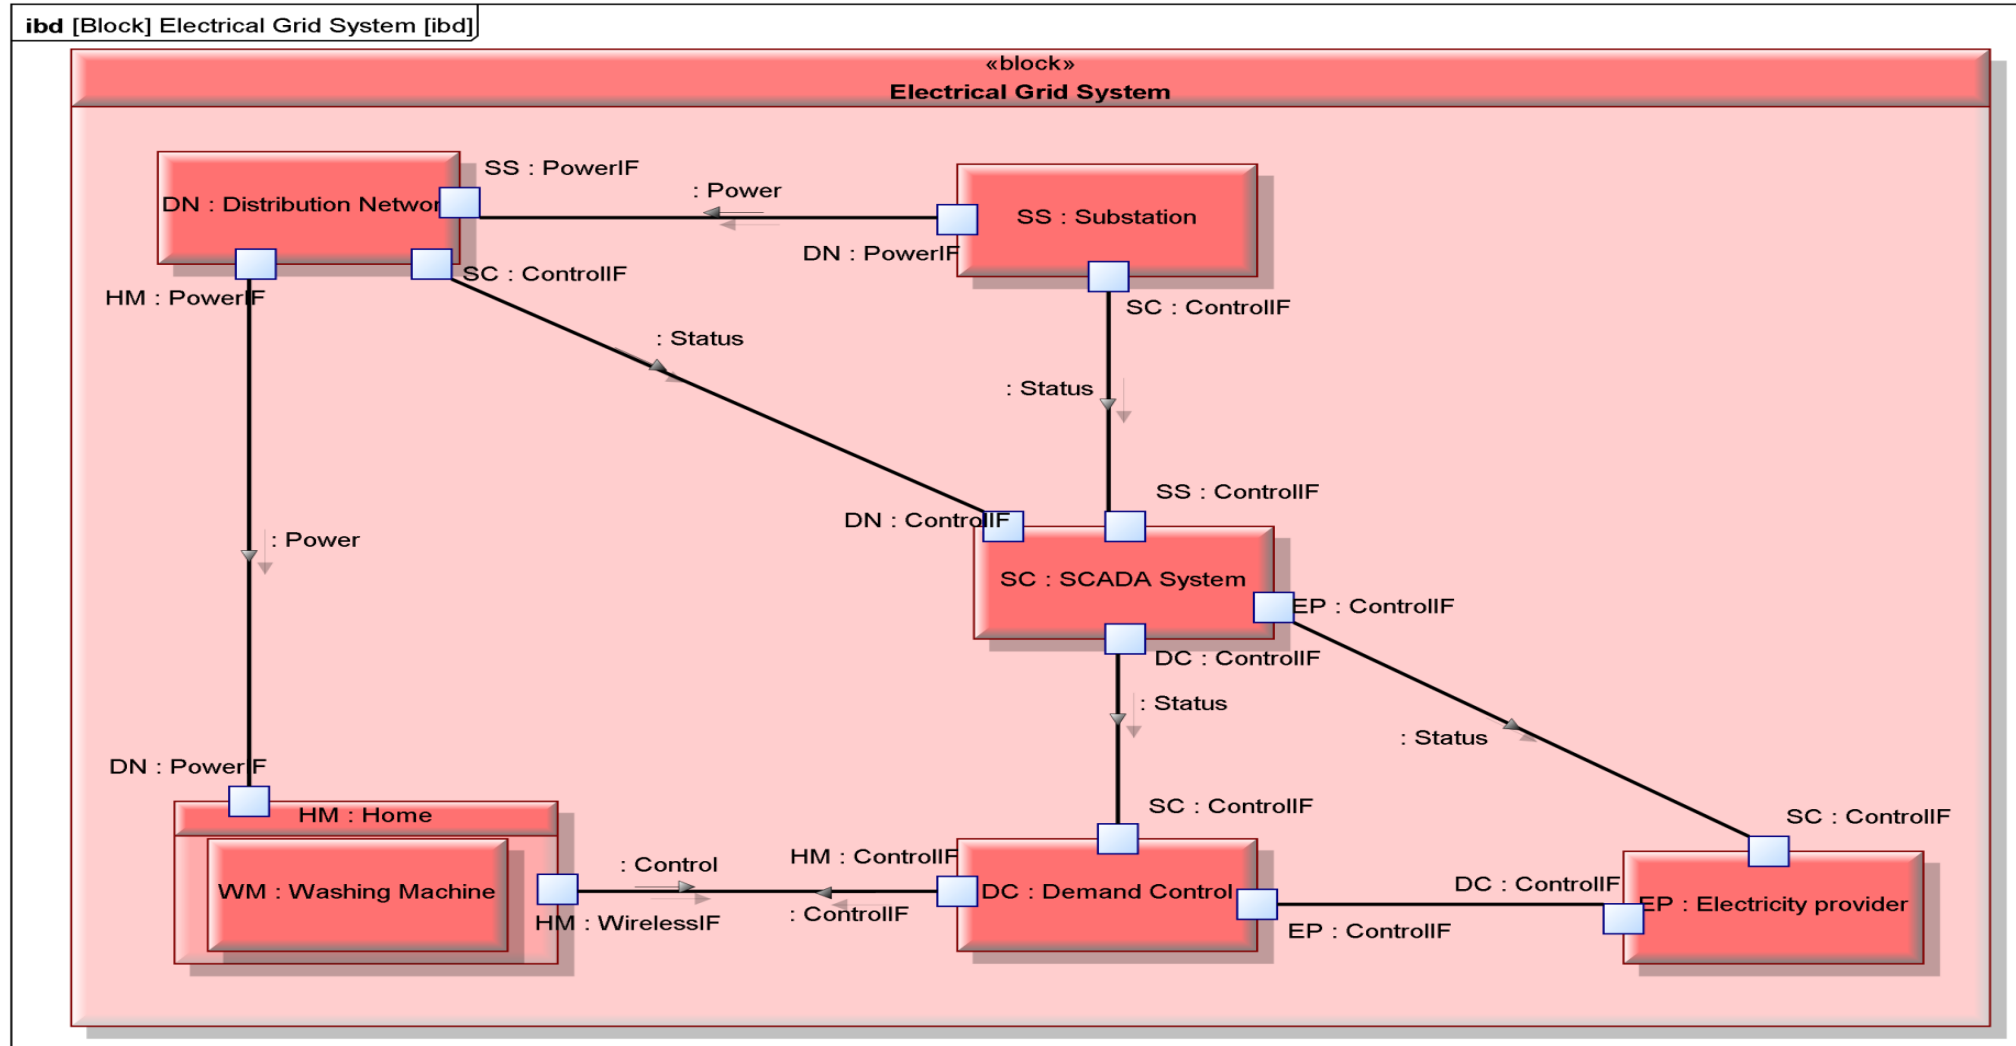 ibd [Block] Electrical Grid System [ibd]
«block»
Electrical Grid System
SS : PowerIF
: Power
DN : Distribution Networ
SS : Substation
DN : PowerIF
SC : ControlIF
HM : PowerIF
SC : ControlIF
: Status
: Status
SS : ControlIF
DN : ControlIF
: Power
SC : SCADA System
EP : ControlIF
DC : ControlIF
: Status
: Status
DN : PowerIF
SC : ControlIF
HM : Home
SC : ControlIF
: Control
HM : ControlIF
WM : Washing Machine
DC : Demand Control
DC : ControlIF
EP : Electricity provider
HM : WirelessIF
: ControlIF
EP : ControlIF